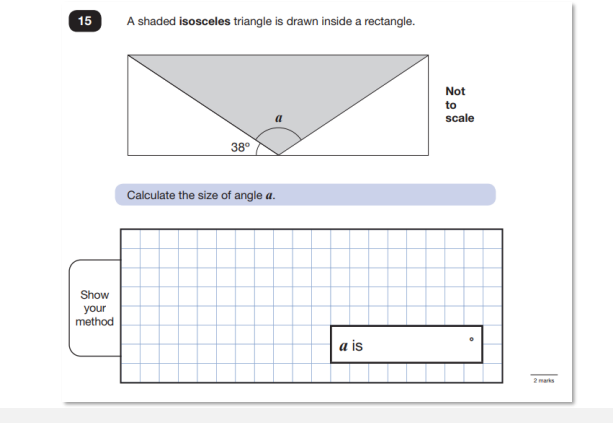 15 A shaded isosceles triangle is drawn inside a rectangle.
Not
to
scale
a
38°
Calculate the size of angle a.
Show
your
method
a is °
2 marks